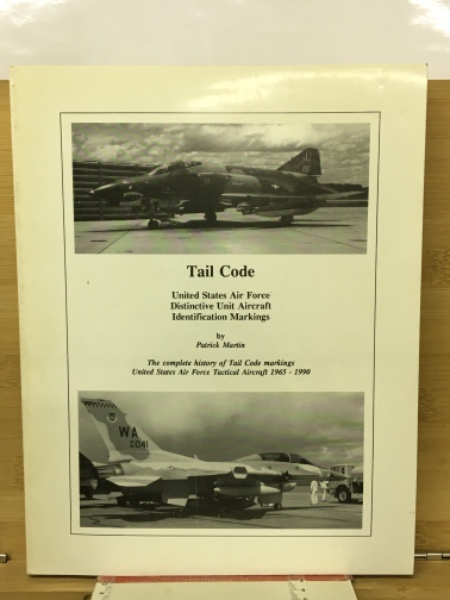 Tail Code
United States Air Force
Distinctive Unit Aircraft
Identification Markings
by
Patrick Martin
The complete history of Tail Code markings
United States Air Force Tactical Aircraft 1965 - 1990
WA
041